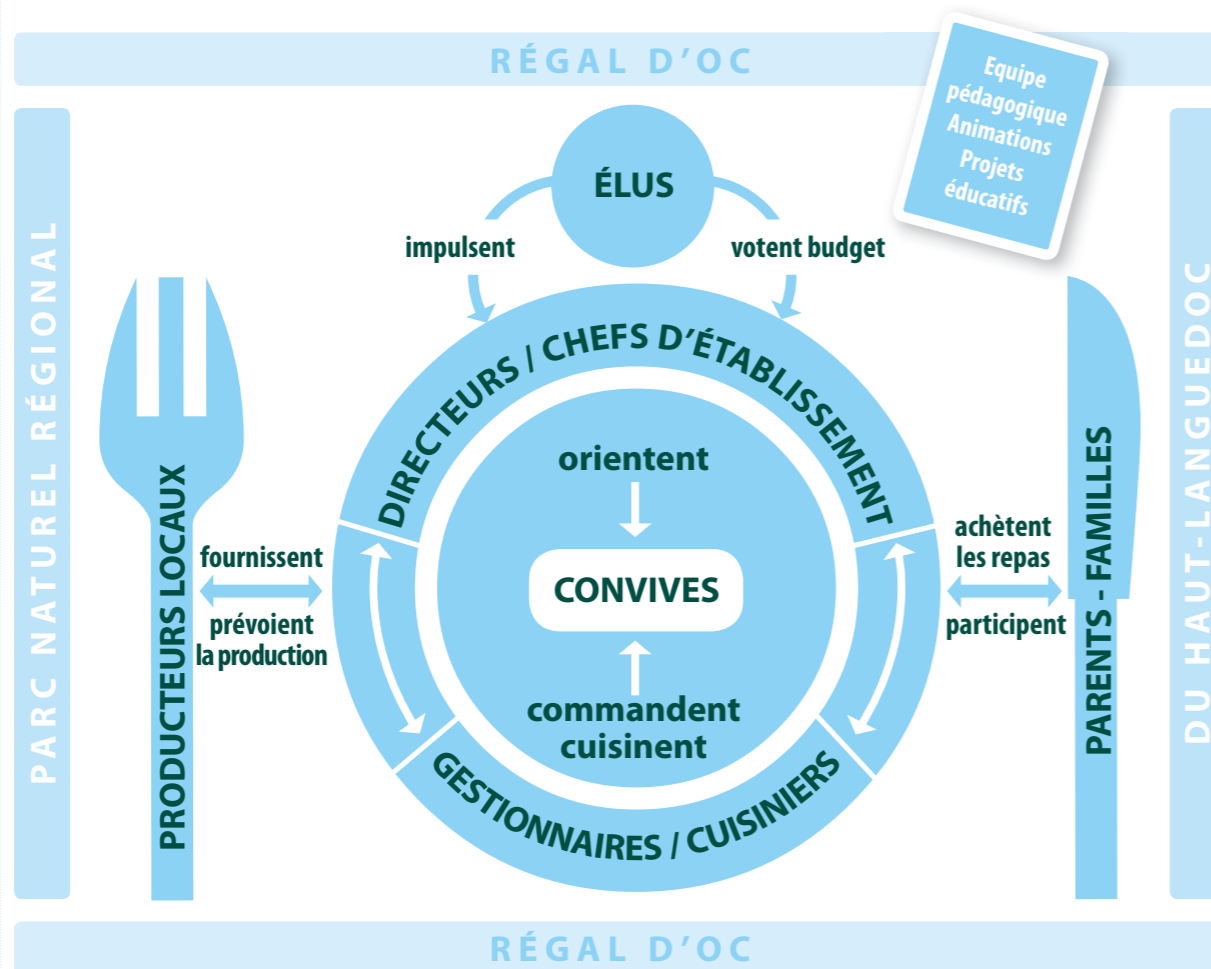 RÉGAL D'OC
Equipe
pédagogique
Animations
Projets
éducatifs
PARC NATUREL RÉGIONAL
DU HAUT-LANGUEDOC
ÉLUS
impulsent
votent budget
DIRECTEURS / CHEFS D'ÉTABLISSEMENT
orientent
CONVIVES
commandent
cuisinent
GESTIONNAIRES / CUISINIERS
PRODUCTEURS LOCAUX
fournissent
prévoient
la production
achètent
les repas
participent
PARENTS - FAMILLES
RÉGAL D'OC